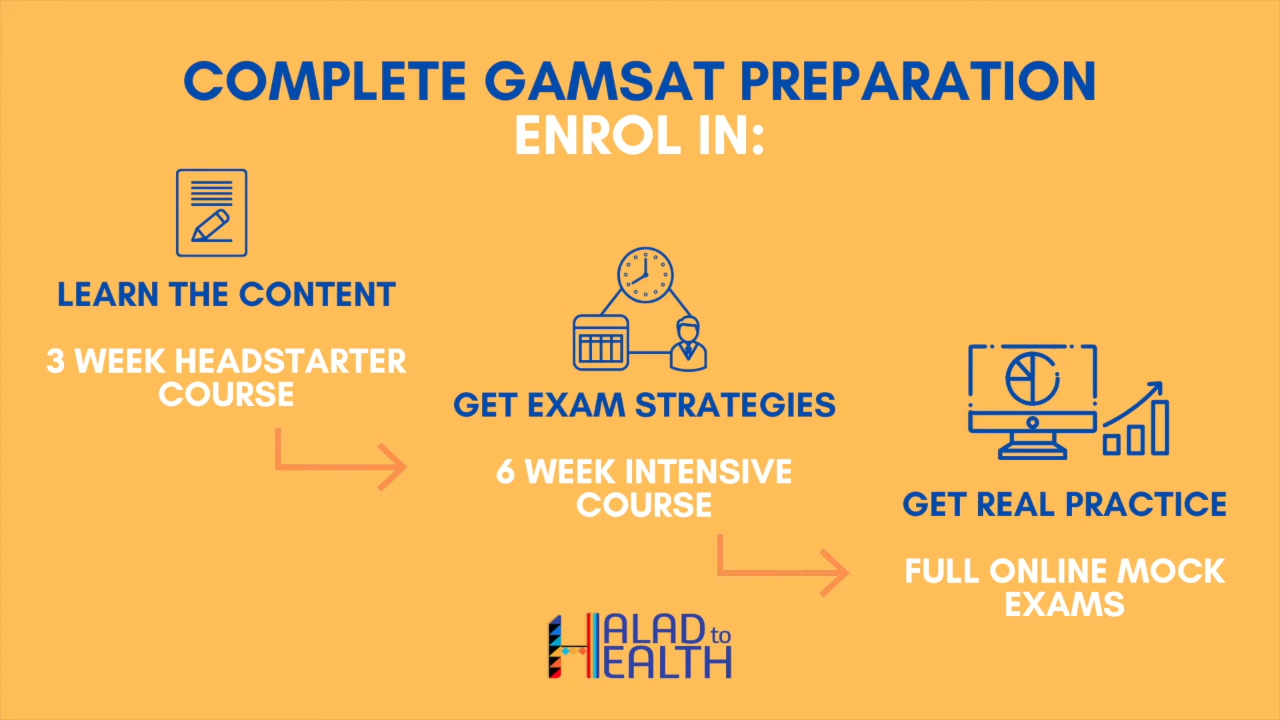 COMPLETE GAMSAT PREPARATION
ENROL IN:
LEARN THE CONTENT
3 WEEK HEADSTARTER
COURSE
GET EXAM STRATEGIES
6 WEEK INTENSIVE
COURSE
GET REAL PRACTICE
FULL ONLINE MOCK
EXAMS
HALAD to
HEALTH